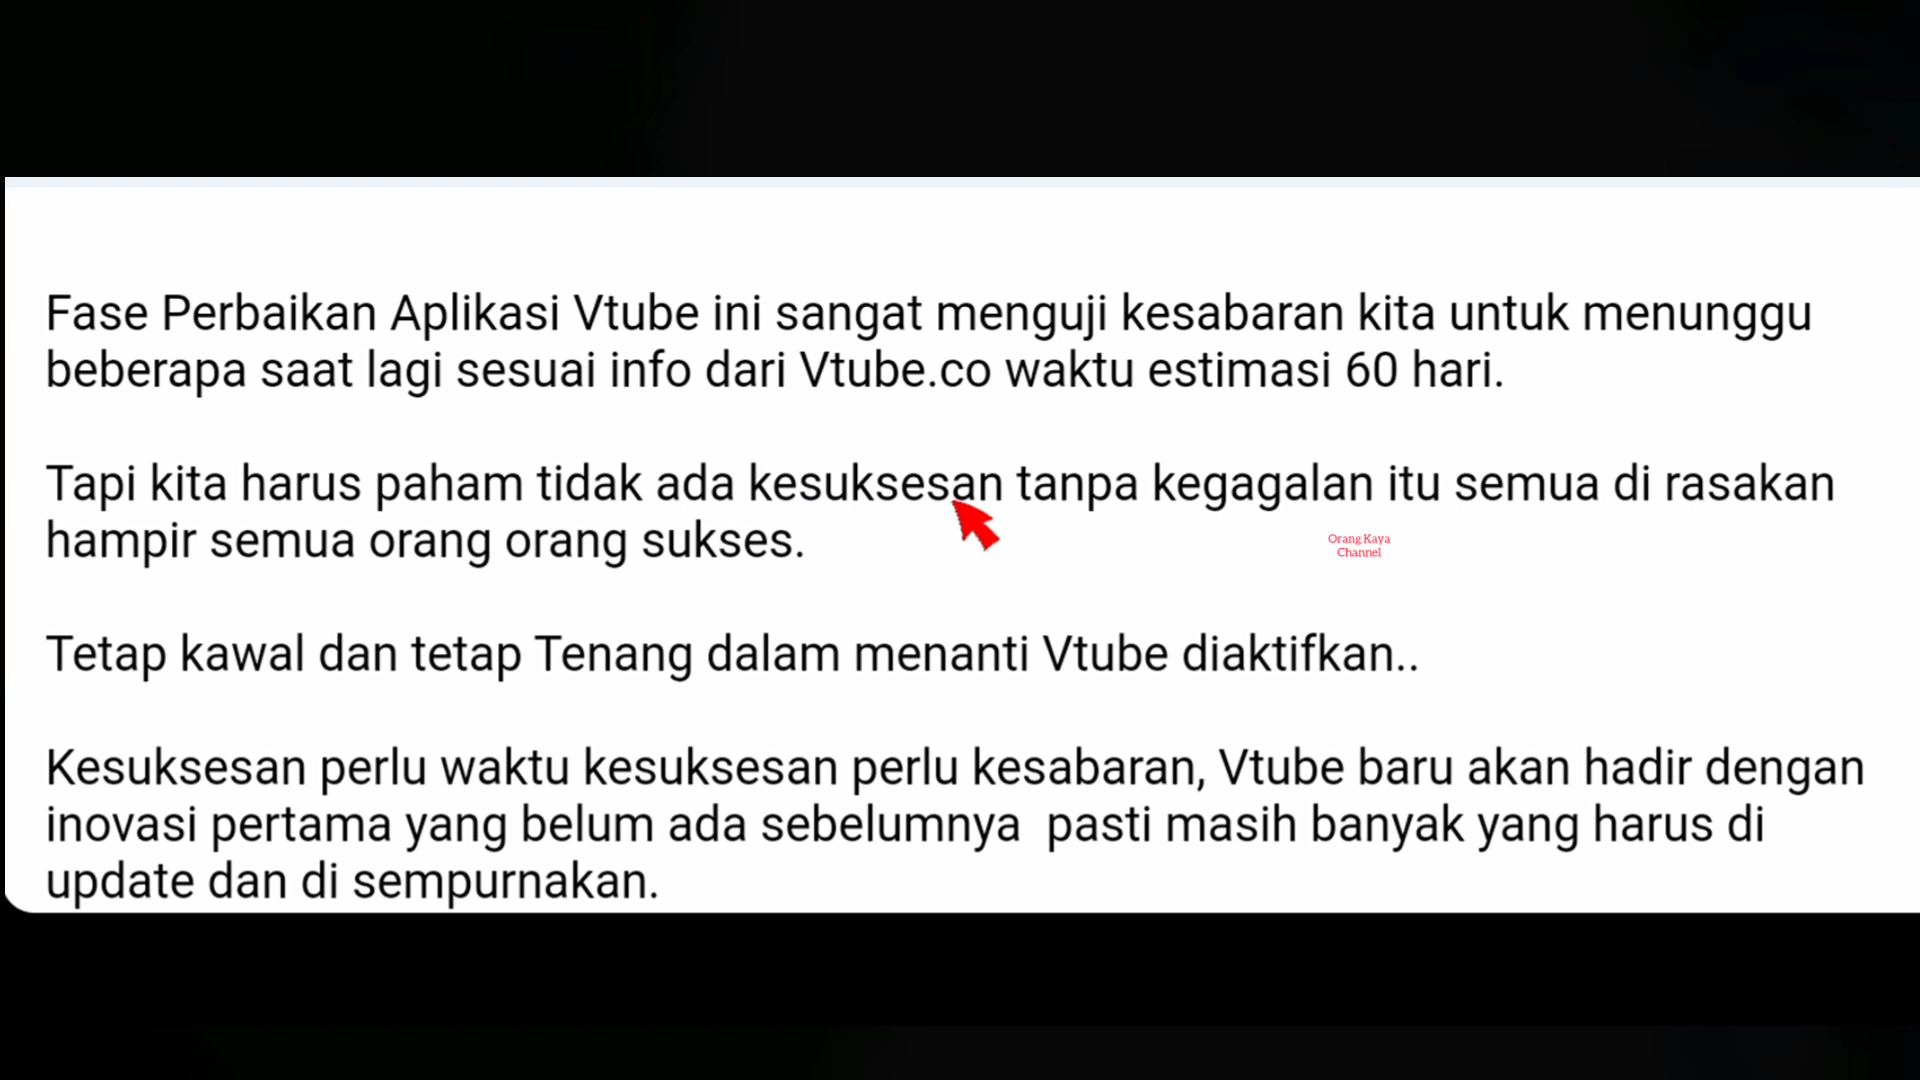 Fase Perbaikan Aplikasi Vtube ini sangat menguji kesabaran kita untuk menunggu
beberapa saat lagi sesuai info dari Vtube.co waktu estimasi 60 hari.
Tapi kita harus paham tidak ada kesuksesan tanpa kegagalan itu semua di rasakan
hampir semua orang orang sukses.
Orang Kaya
Channel
Tetap kawal dan tetap Tenang dalam menanti Vtube diaktifkan..
Kesuksesan perlu waktu kesuksesan perlu kesabaran, Vtube baru akan hadir dengan
inovasi pertama yang belum ada sebelumnya  pasti masih banyak yang harus di
update dan di sempurnakan.